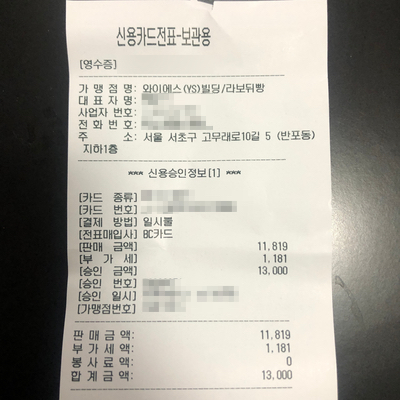 신용카드전표-보관용
[영수증]
가 맹 점 명: 와이에스(YS)빌딩/라보뒤빵
대 표 자 명:
사업자 번호:
전 화 번 호:
주 소: 서울 서초구 고무래로10길 5 (반포동)
지하1층
*** 신용승인정보[1] ***
[카드 종류]
[카드 번호]
[결제 방법] 일시불
[전표매입사] BC카드
[판매 금액] 11,819
[부 가 세] 1,181
[승인 금액] 13,000
[승인 번호]
[승인 일시]
[가맹점번호]
판 매 금 액: 11,819
부 가 세 액: 1,181
봉 사 료 액: 0
합 계 금 액: 13,000